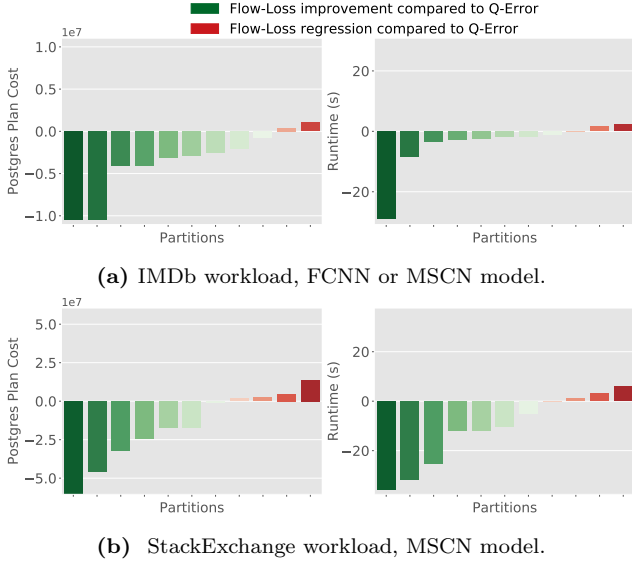 Flow-Loss improvement compared to Q-Error
Flow-Loss regression compared to Q-Error
1e7
Postgres Plan Cost
1.0
0.5
0.0
−0.5
−1.0
Partitions
Runtime (s)
20
0
−20
Partitions
(a) IMDb workload, FCNN or MSCN model.
1e7
Postgres Plan Cost
5.0
2.5
0.0
−2.5
−5.0
Partitions
Runtime (s)
20
0
−20
Partitions
(b) StackExchange workload, MSCN model.